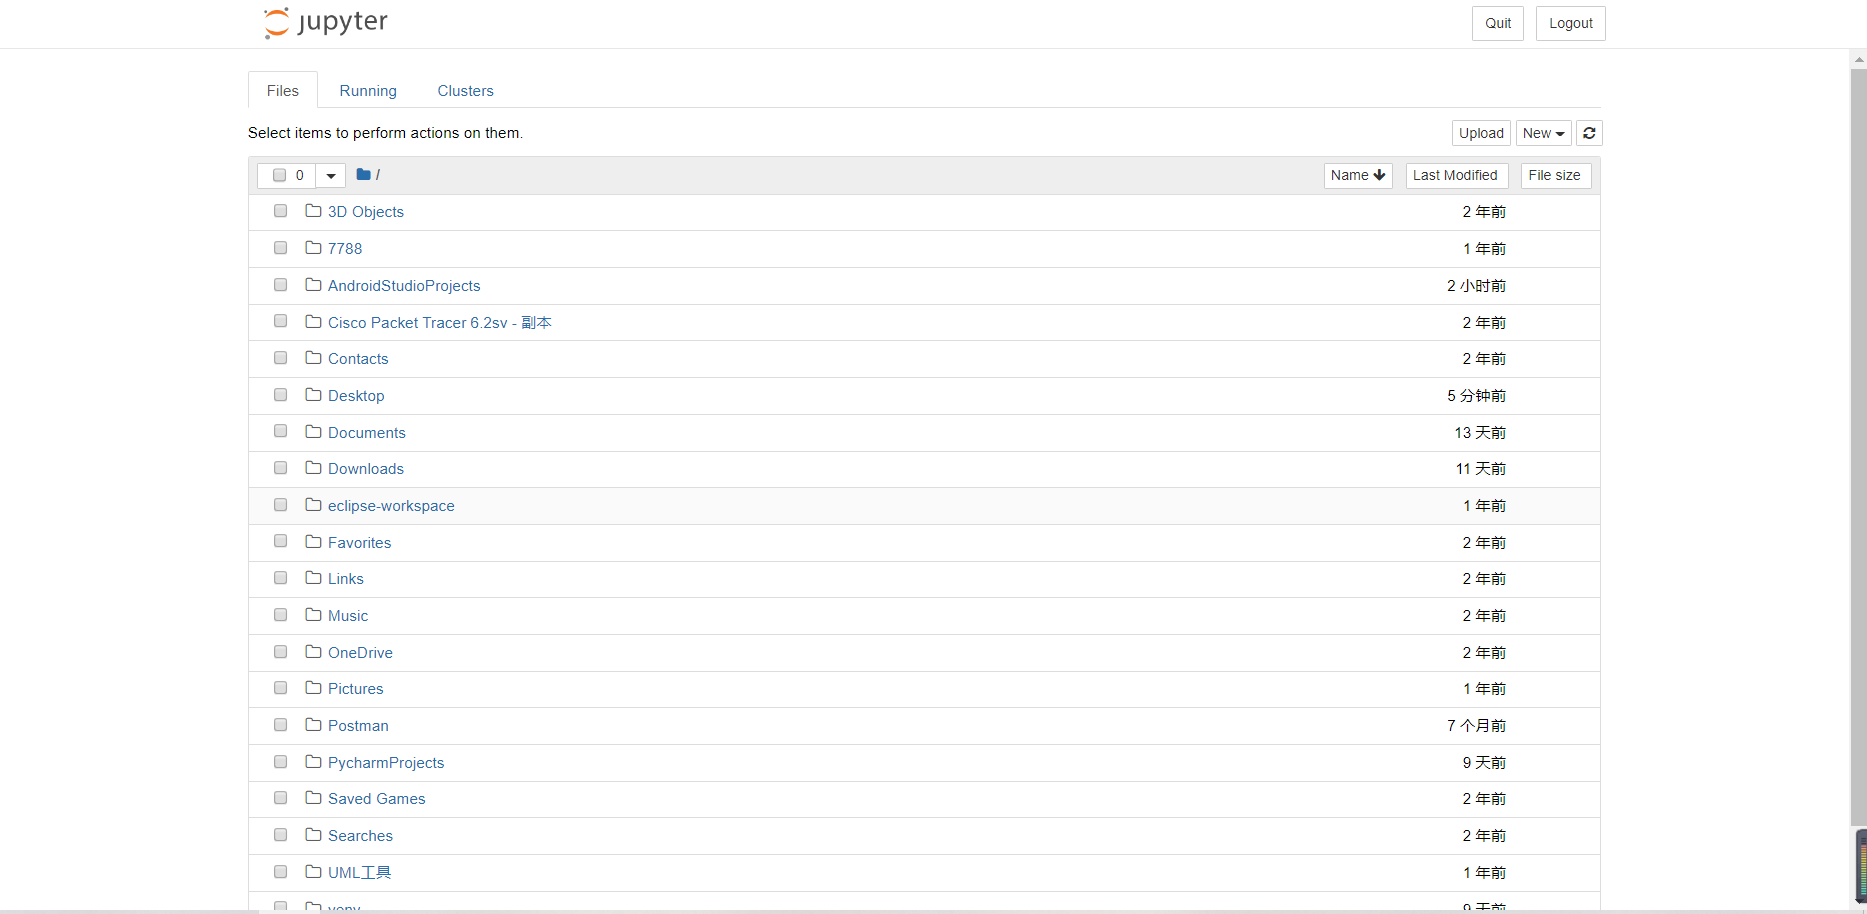 jupyter Quit Logout
Files Running Clusters
Select items to perform actions on them. Upload New
0 / Name Last Modified File size
3D Objects 2 年前
7788 1 年前
AndroidStudioProjects 2 小时前
Cisco Packet Tracer 6.2sv - 副本 2 年前
Contacts 2 年前
Desktop 5 分钟前
Documents 13 天前
Downloads 11 天前
eclipse-workspace 1 年前
Favorites 2 年前
Links 2 年前
Music 2 年前
OneDrive 2 年前
Pictures 1 年前
Postman 7 个月前
PycharmProjects 9 天前
Saved Games 2 年前
Searches 2 年前
UML工具 1 年前
venv 9 天前